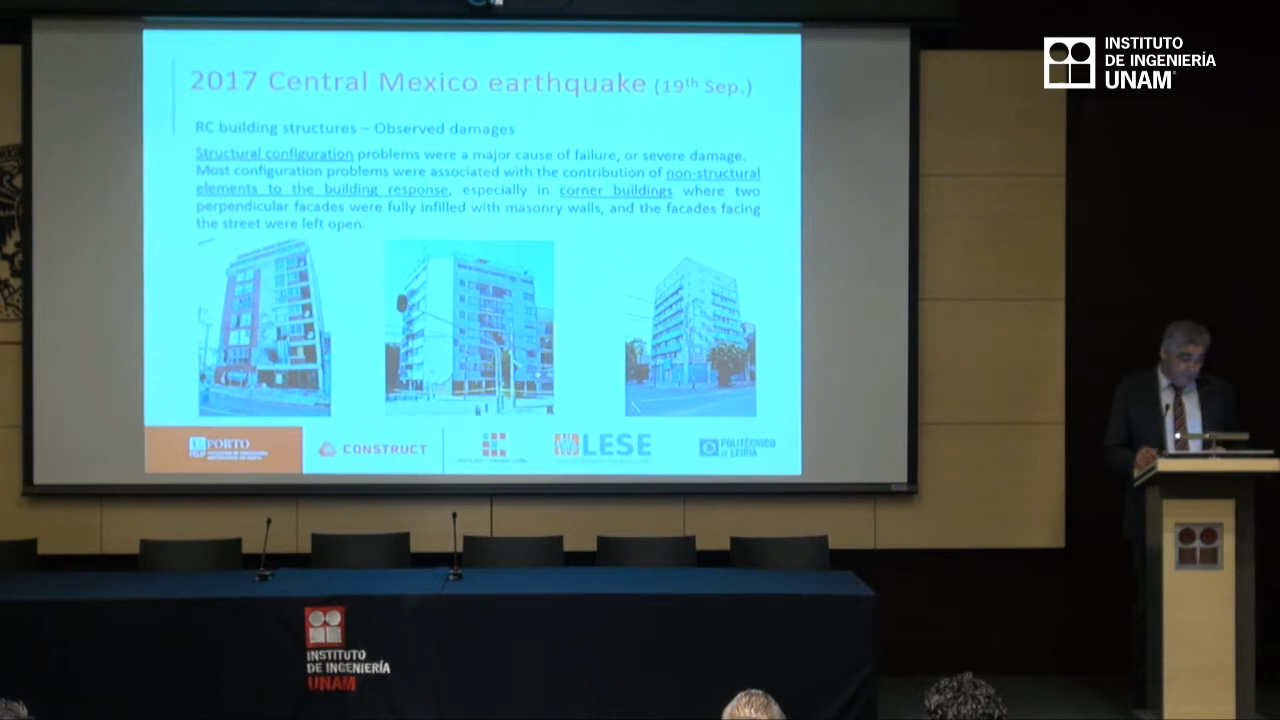 INSTITUTO
DE INGENIERÍA
UNAM
2017 Central Mexico earthquake (19th Sep.)
RC building structures – Observed damages
Structural configuration problems were a major cause of failure, or severe damage.
Most configuration problems were associated with the contribution of non-structural
elements to the building response, especially in corner buildings where two
perpendicular facades were fully infilled with masonry walls, and the facades facing
the street were left open.
PORTO
CONSTRUCT
LESE
POLITÉCNICO
DE LEIRIA
INSTITUTO
DE INGENIERÍA
UNAM